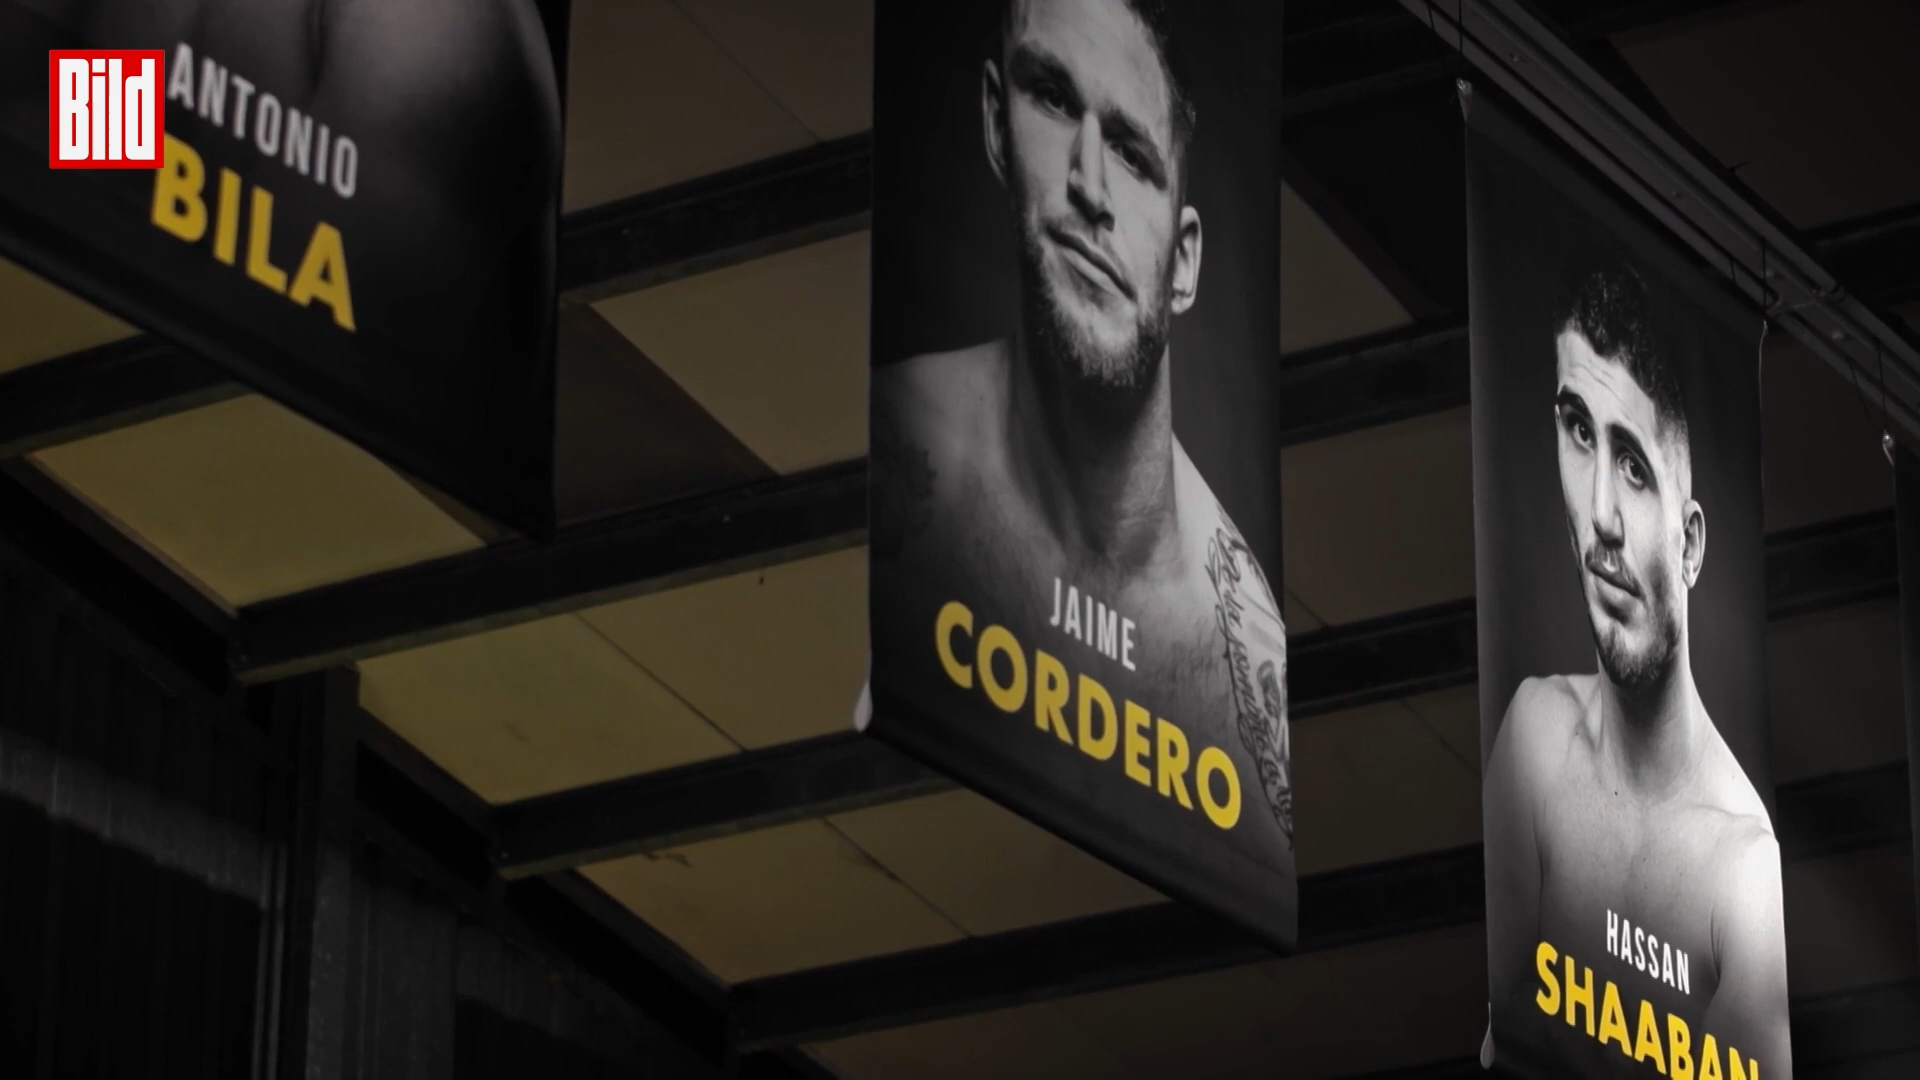 Bild
ANTONIO
BILA
JAIME
CORDERO
HASSAN
SHAABAN